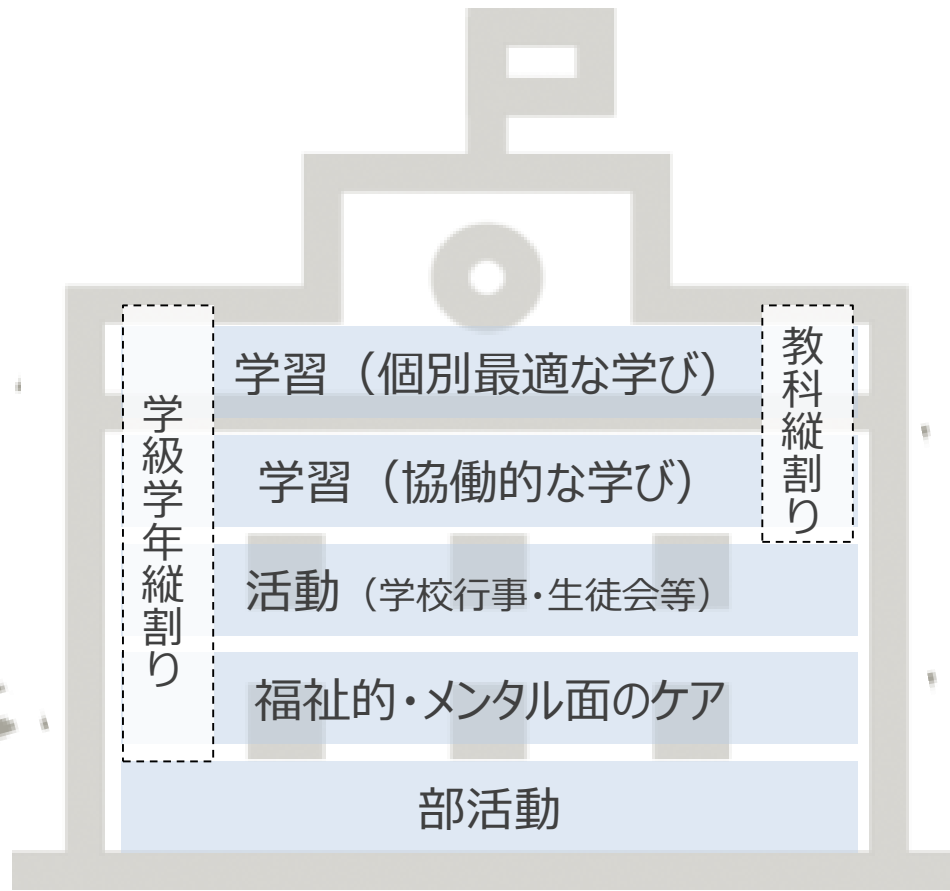 学習（個別最適な学び）
学習（協働的な学び）
活動（学校行事・生徒会等）
福祉的・メンタル面のケア
部活動
学級学年縦割り
教科縦割り